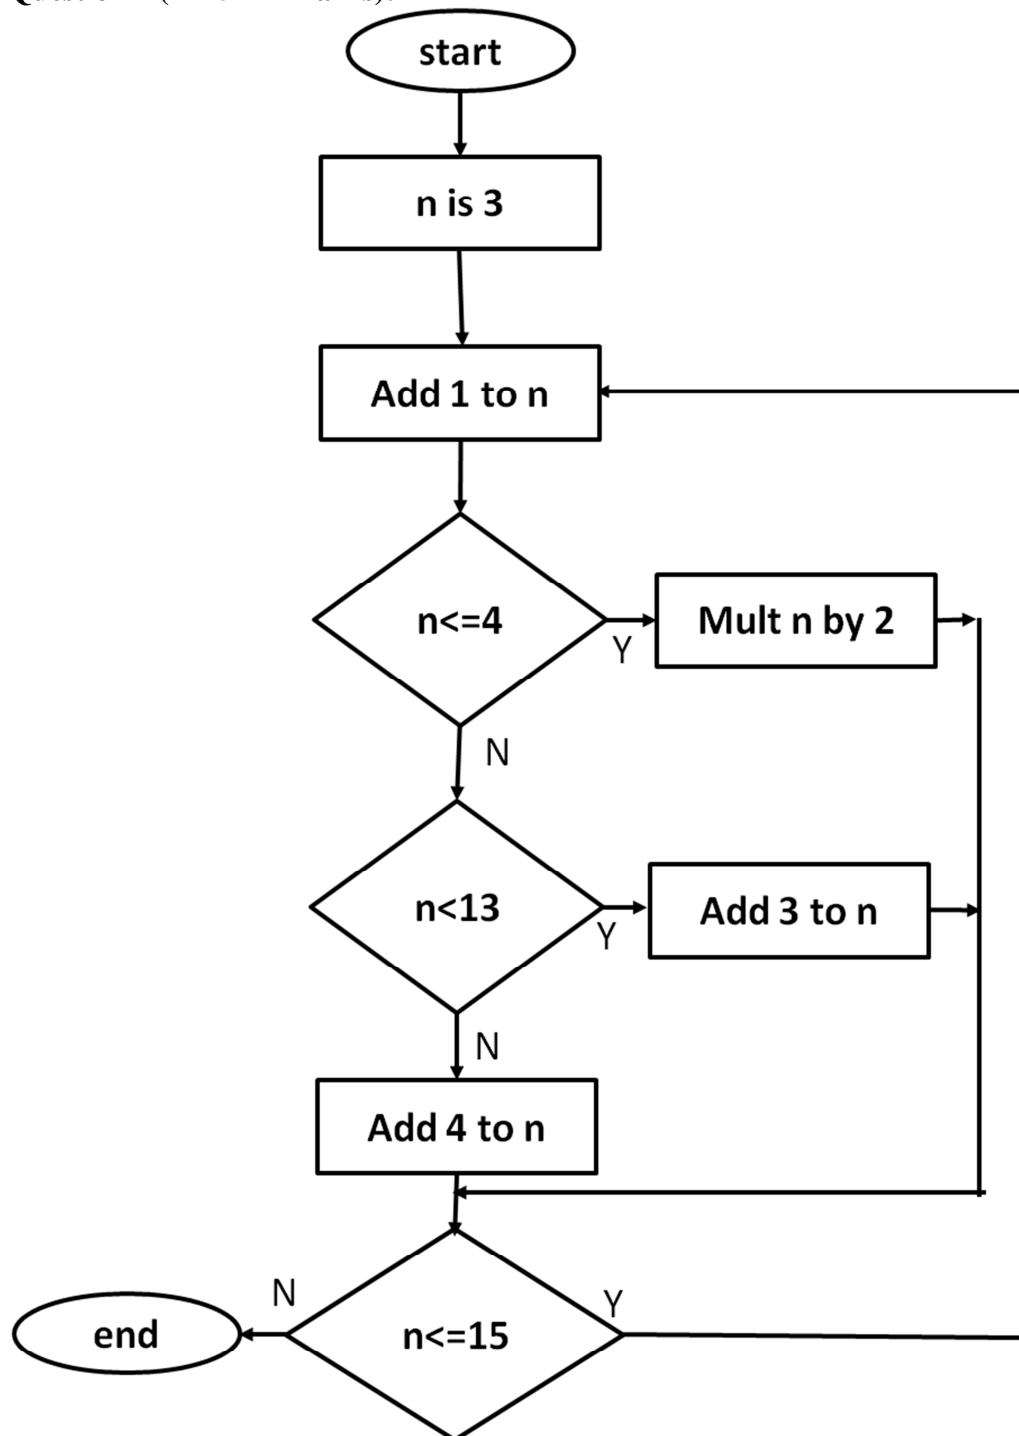 start
n is 3
Add 1 to n
n<=4
Y
Mult n by 2
N
n<13
Y
Add 3 to n
N
Add 4 to n
N
Y
end
n<=15